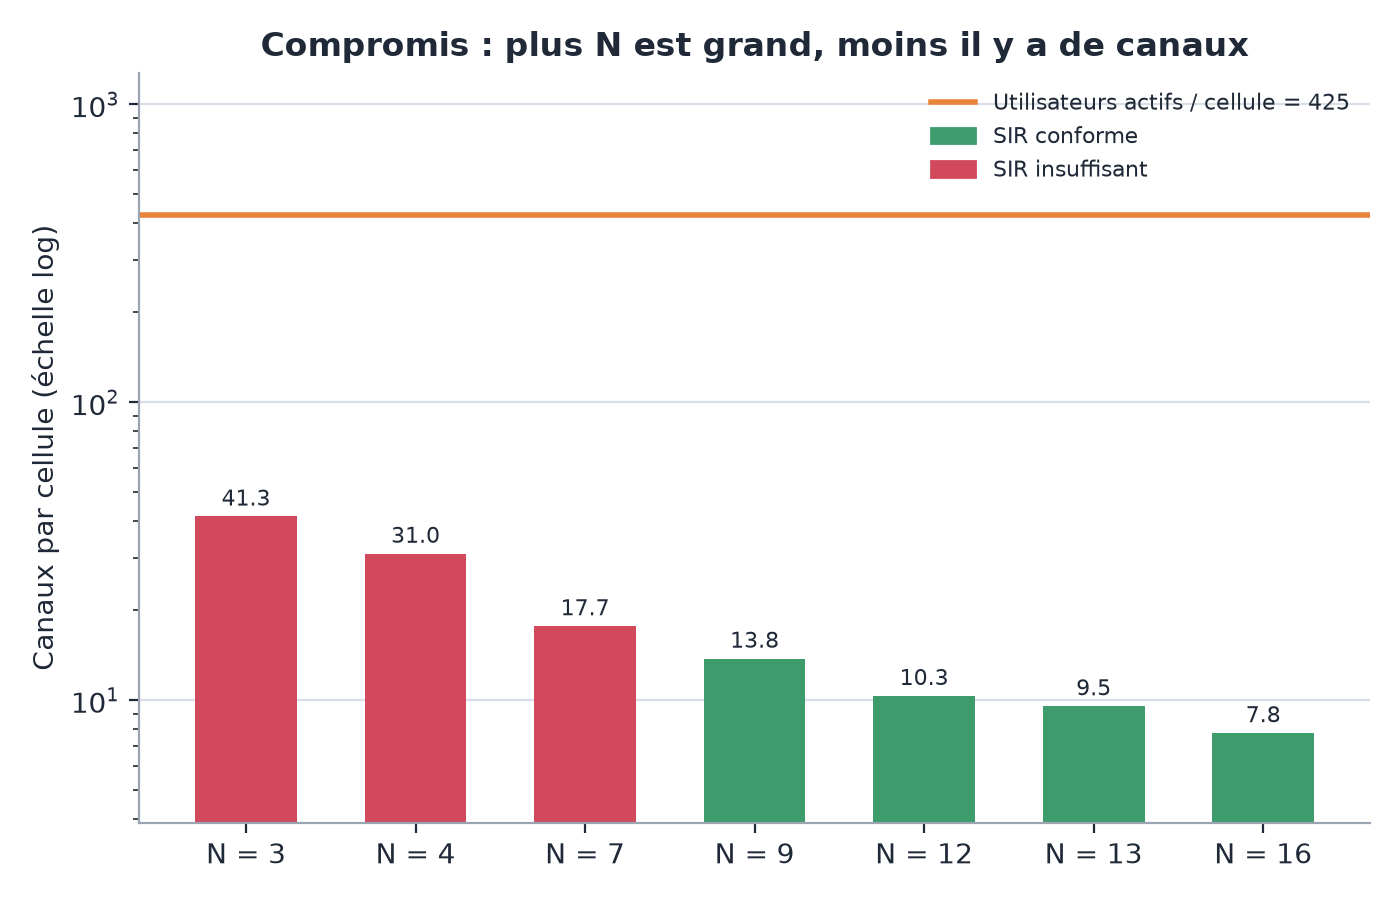 Compromis : plus N est grand, moins il y a de canaux
Utilisateurs actifs / cellule = 425
SIR conforme
SIR insuffisant
Canaux par cellule (échelle log)
10³
10²
10¹
41.3
31.0
17.7
13.8
10.3
9.5
7.8
N = 3
N = 4
N = 7
N = 9
N = 12
N = 13
N = 16